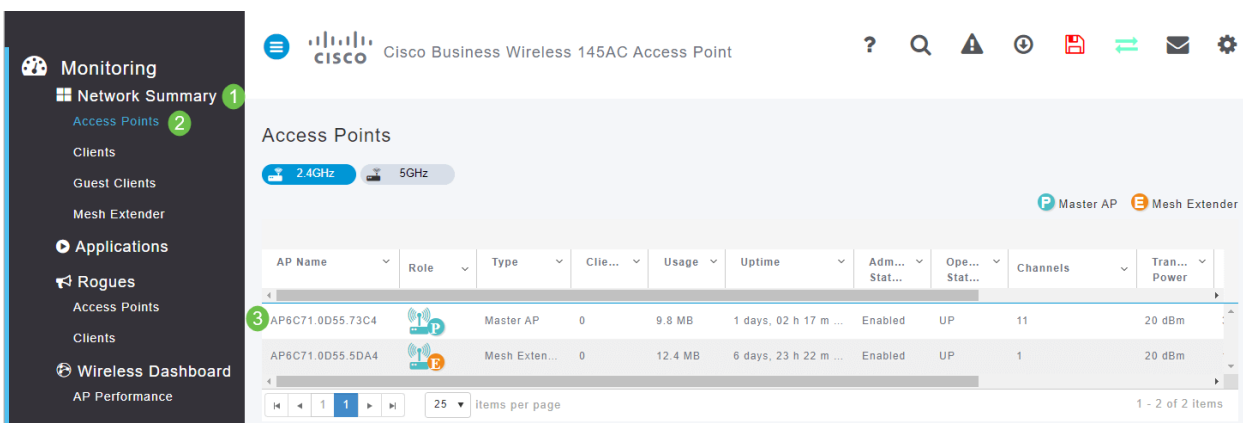 Monitoring
Network Summary 1
Access Points 2
Clients
Guest Clients
Mesh Extender
Applications
Rogues
Access Points
Clients
Wireless Dashboard
AP Performance
CISCO Cisco Business Wireless 145AC Access Point ?
Access Points
2.4GHz 5GHz
P Master AP E Mesh Extender
AP Name Role Type Clie... Usage Uptime Adm... Stat... Ope... Stat... Channels Tran... Power
3 AP6C71.0D55.73C4 P Master AP 0 9.8 MB 1 days, 02 h 17 m ... Enabled UP 11 20 dBm
AP6C71.0D55.5DA4 E Mesh Exten... 0 12.4 MB 6 days, 23 h 22 m ... Enabled UP 1 20 dBm
1 1 25 items per page 1 - 2 of 2 items